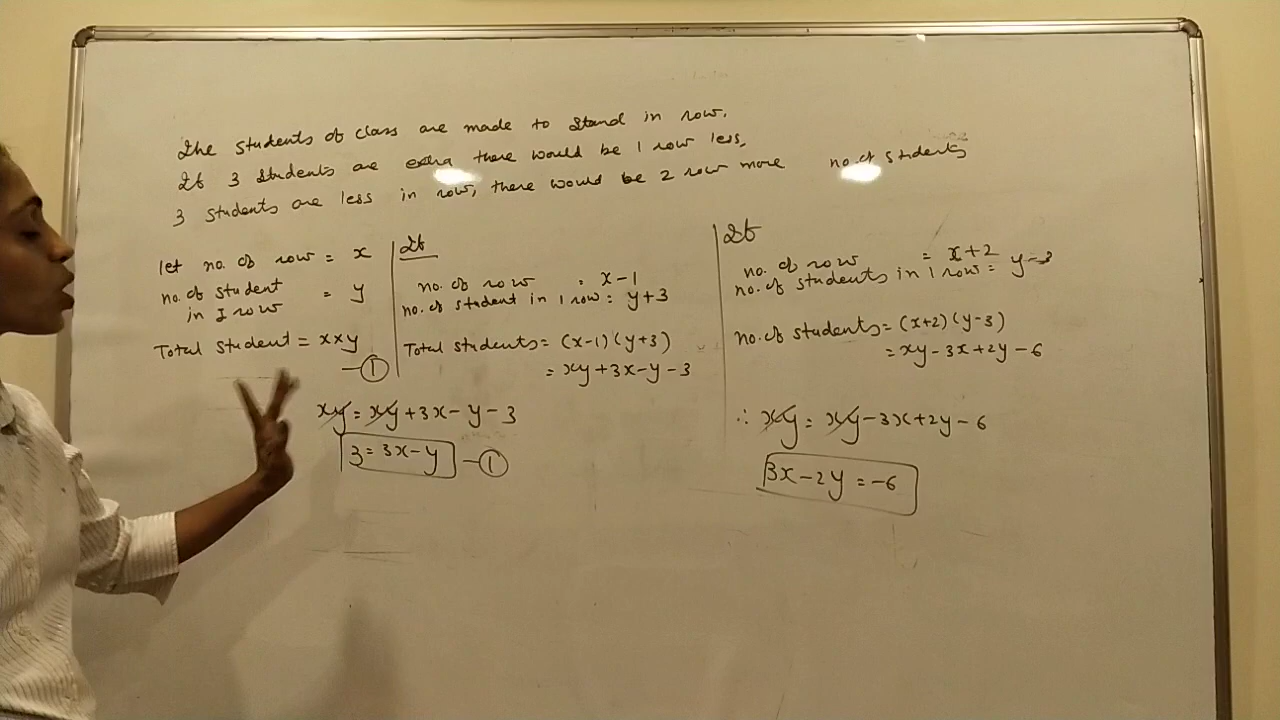 The students of class are made to stand in row.
If 3 students are extra there would be 1 row less,
3 students are less in row, there would be 2 row more no. of students
let no. of row = x
no. of student = y
in 1 row
Total student = x×y
—①
If
no. of row = x-1
no. of student in 1 row = y+3
Total students = (x-1)(y+3)
= xy+3x-y-3
xy = xy+3x-y-3
3 = 3x-y —①
If
no. of row = x+2
no. of students in 1 row = y-3
no. of students = (x+2)(y-3)
= xy-3x+2y-6
∴ xy = xy-3x+2y-6
3x-2y = -6